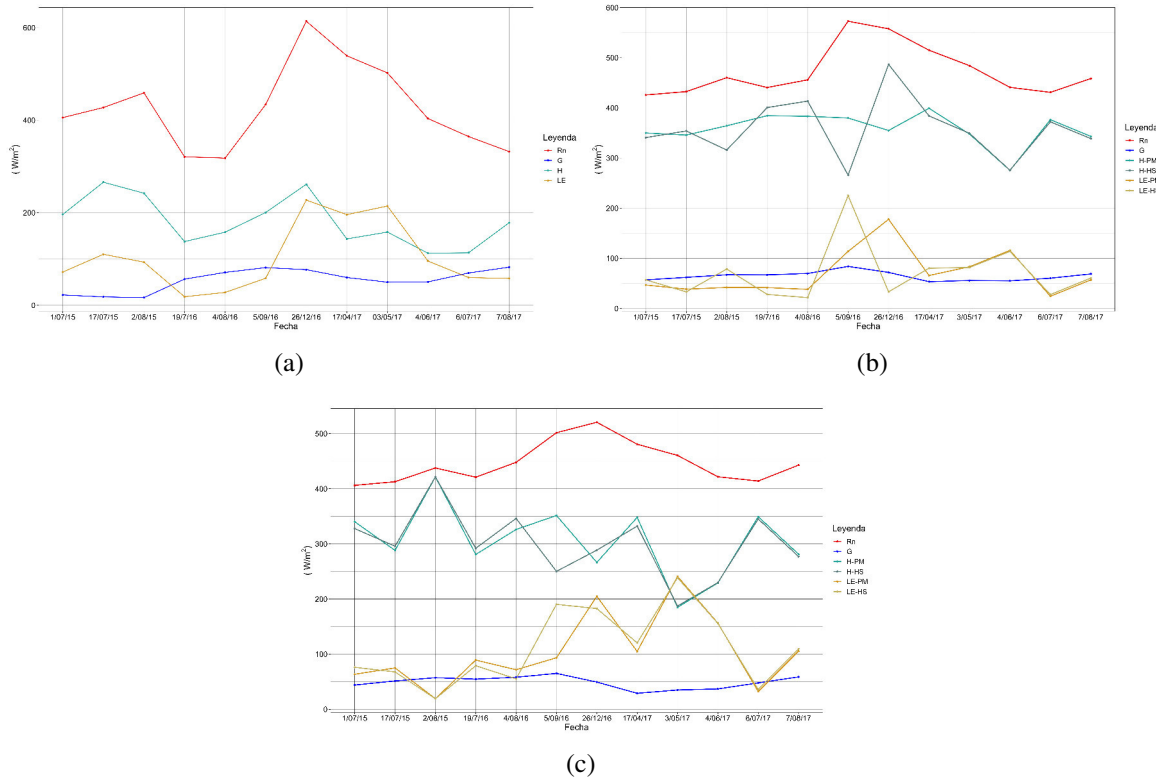 600
400
200
0
( W/m²)
1/07/15 17/07/15 2/08/15 19/7/16 4/08/16 5/09/16 26/12/16 17/04/17 03/05/17 4/06/17 6/07/17 7/08/17
Fecha
Leyenda
Rn
G
H
LE
(a)
600
500
400
300
200
100
0
( W/m²)
1/07/15 17/07/15 2/08/15 19/7/16 4/08/16 5/09/16 26/12/16 17/04/17 3/05/17 4/06/17 6/07/17 7/08/17
Fecha
Leyenda
Rn
G
H-PM
H-HS
LE-PM
LE-HS
(b)
500
400
300
200
100
0
( W/m²)
1/07/15 17/07/15 2/08/15 19/7/16 4/08/16 5/09/16 26/12/16 17/04/17 3/05/17 4/06/17 6/07/17 7/08/17
Fecha
Leyenda
Rn
G
H-PM
H-HS
LE-PM
LE-HS
(c)